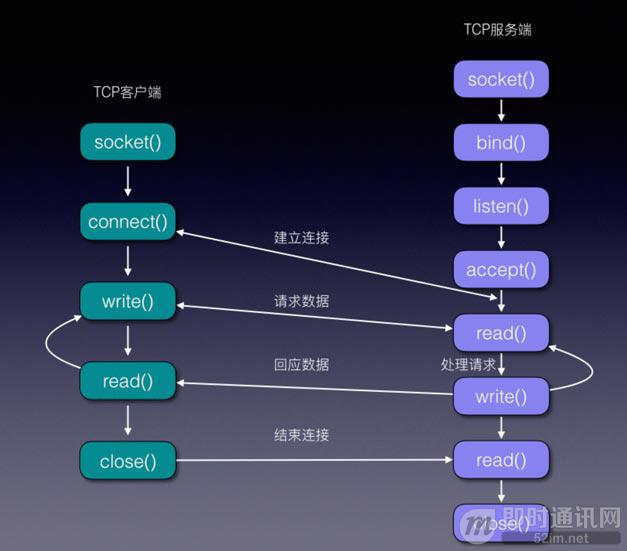 TCP服务端
TCP客户端
socket()
socket()
bind()
connect()
listen()
建立连接
accept()
write()
请求数据
read()
read()
回应数据
处理请求
write()
close()
结束连接
read()
即时通讯网
52im.net